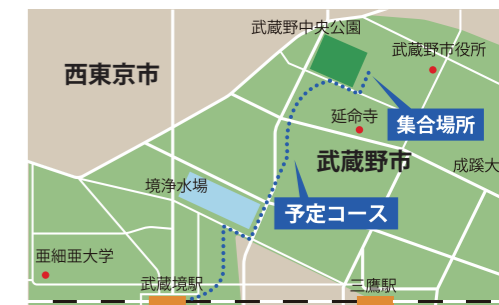 武蔵野中央公園
武蔵野市役所
西東京市
延命寺
集合場所
武蔵野市
成蹊大
境浄水場
予定コース
亜細亜大学
武蔵境駅
三鷹駅